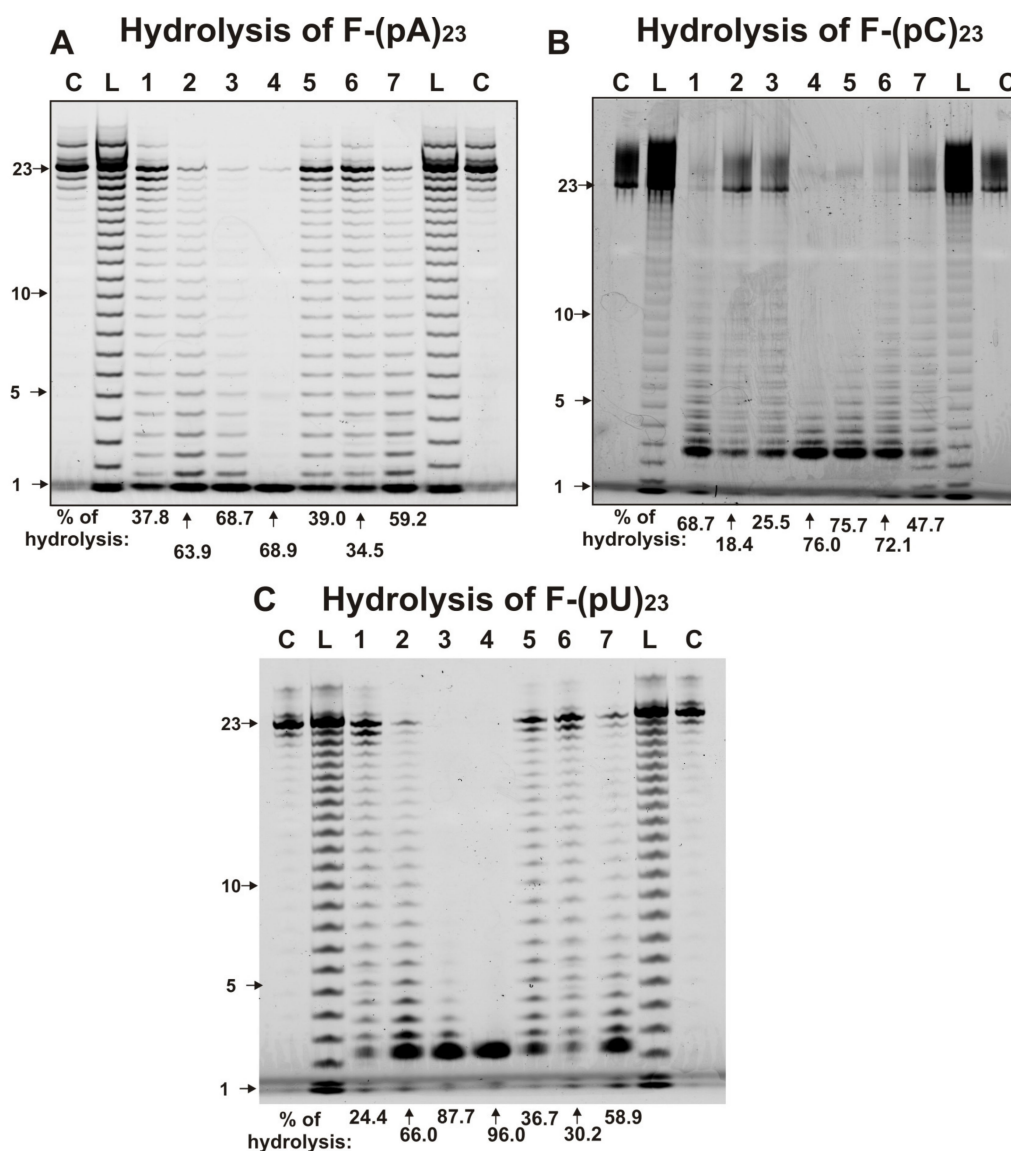 A Hydrolysis of F-(pA)23
C L 1 2 3 4 5 6 7 L C
23
10
5
1
% of hydrolysis:
37.8 68.7 39.0 59.2
63.9 68.9 34.5
B Hydrolysis of F-(pC)23
C L 1 2 3 4 5 6 7 L C
23
10
5
1
% of hydrolysis:
68.7 25.5 75.7 47.7
18.4 76.0 72.1
C Hydrolysis of F-(pU)23
C L 1 2 3 4 5 6 7 L C
23
10
5
1
% of hydrolysis:
24.4 87.7 36.7 58.9
66.0 96.0 30.2